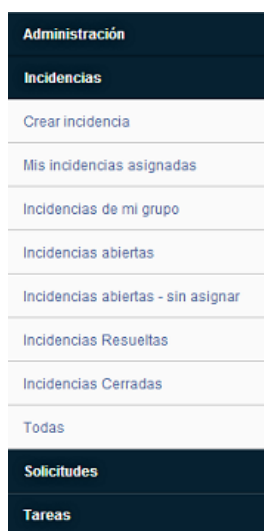 Administración
Incidencias
Crear incidencia
Mis incidencias asignadas
Incidencias de mi grupo
Incidencias abiertas
Incidencias abiertas - sin asignar
Incidencias Resueltas
Incidencias Cerradas
Todas
Solicitudes
Tareas